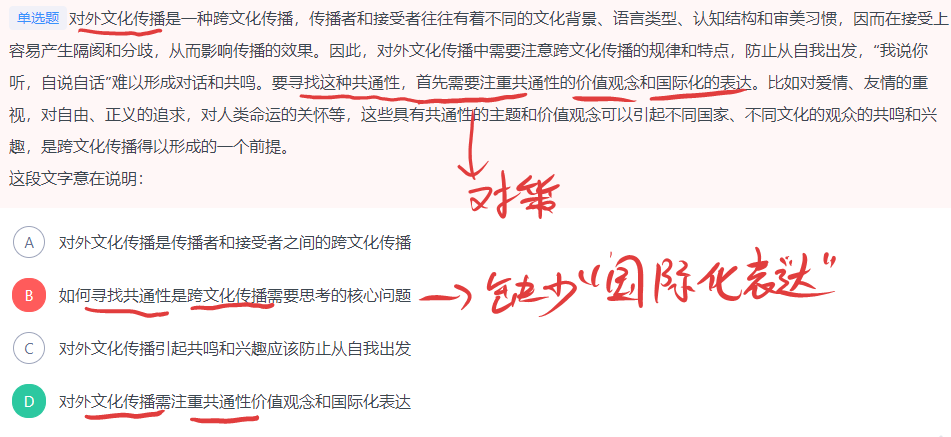 单选题 对外文化传播是一种跨文化传播，传播者和接受者往往有着不同的文化背景、语言类型、认知结构和审美习惯，因而在接受上
容易产生隔阂和分歧，从而影响传播的效果。因此，对外文化传播中需要注意跨文化传播的规律和特点，防止从自我出发，“我说你
听，自说自话”难以形成对话和共鸣。要寻找这种共通性，首先需要注重共通性的价值观念和国际化的表达。比如对爱情、友情的重
视，对自由、正义的追求，对人类命运的关怀等，这些具有共通性的主题和价值观念可以引起不同国家、不同文化的观众的共鸣和兴
趣，是跨文化传播得以形成的一个前提。
这段文字意在说明：
对策
A 对外文化传播是传播者和接受者之间的跨文化传播
B 如何寻找共通性是跨文化传播需要思考的核心问题
缺少“国际化表达”
C 对外文化传播引起共鸣和兴趣应该防止从自我出发
D 对外文化传播需注重共通性价值观念和国际化表达